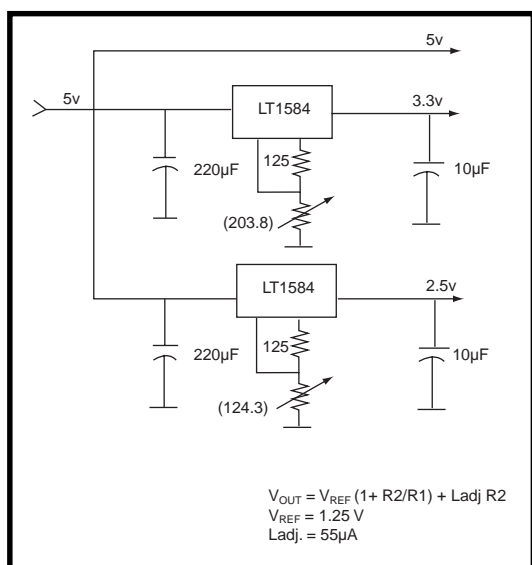 5v
5v
LT1584
3.3v
125
220µF
10µF
(203.8)
LT1584
2.5v
125
220µF
10µF
(124.3)
VOUT = VREF (1+ R2/R1) + Ladj R2
VREF = 1.25 V
Ladj. = 55µA